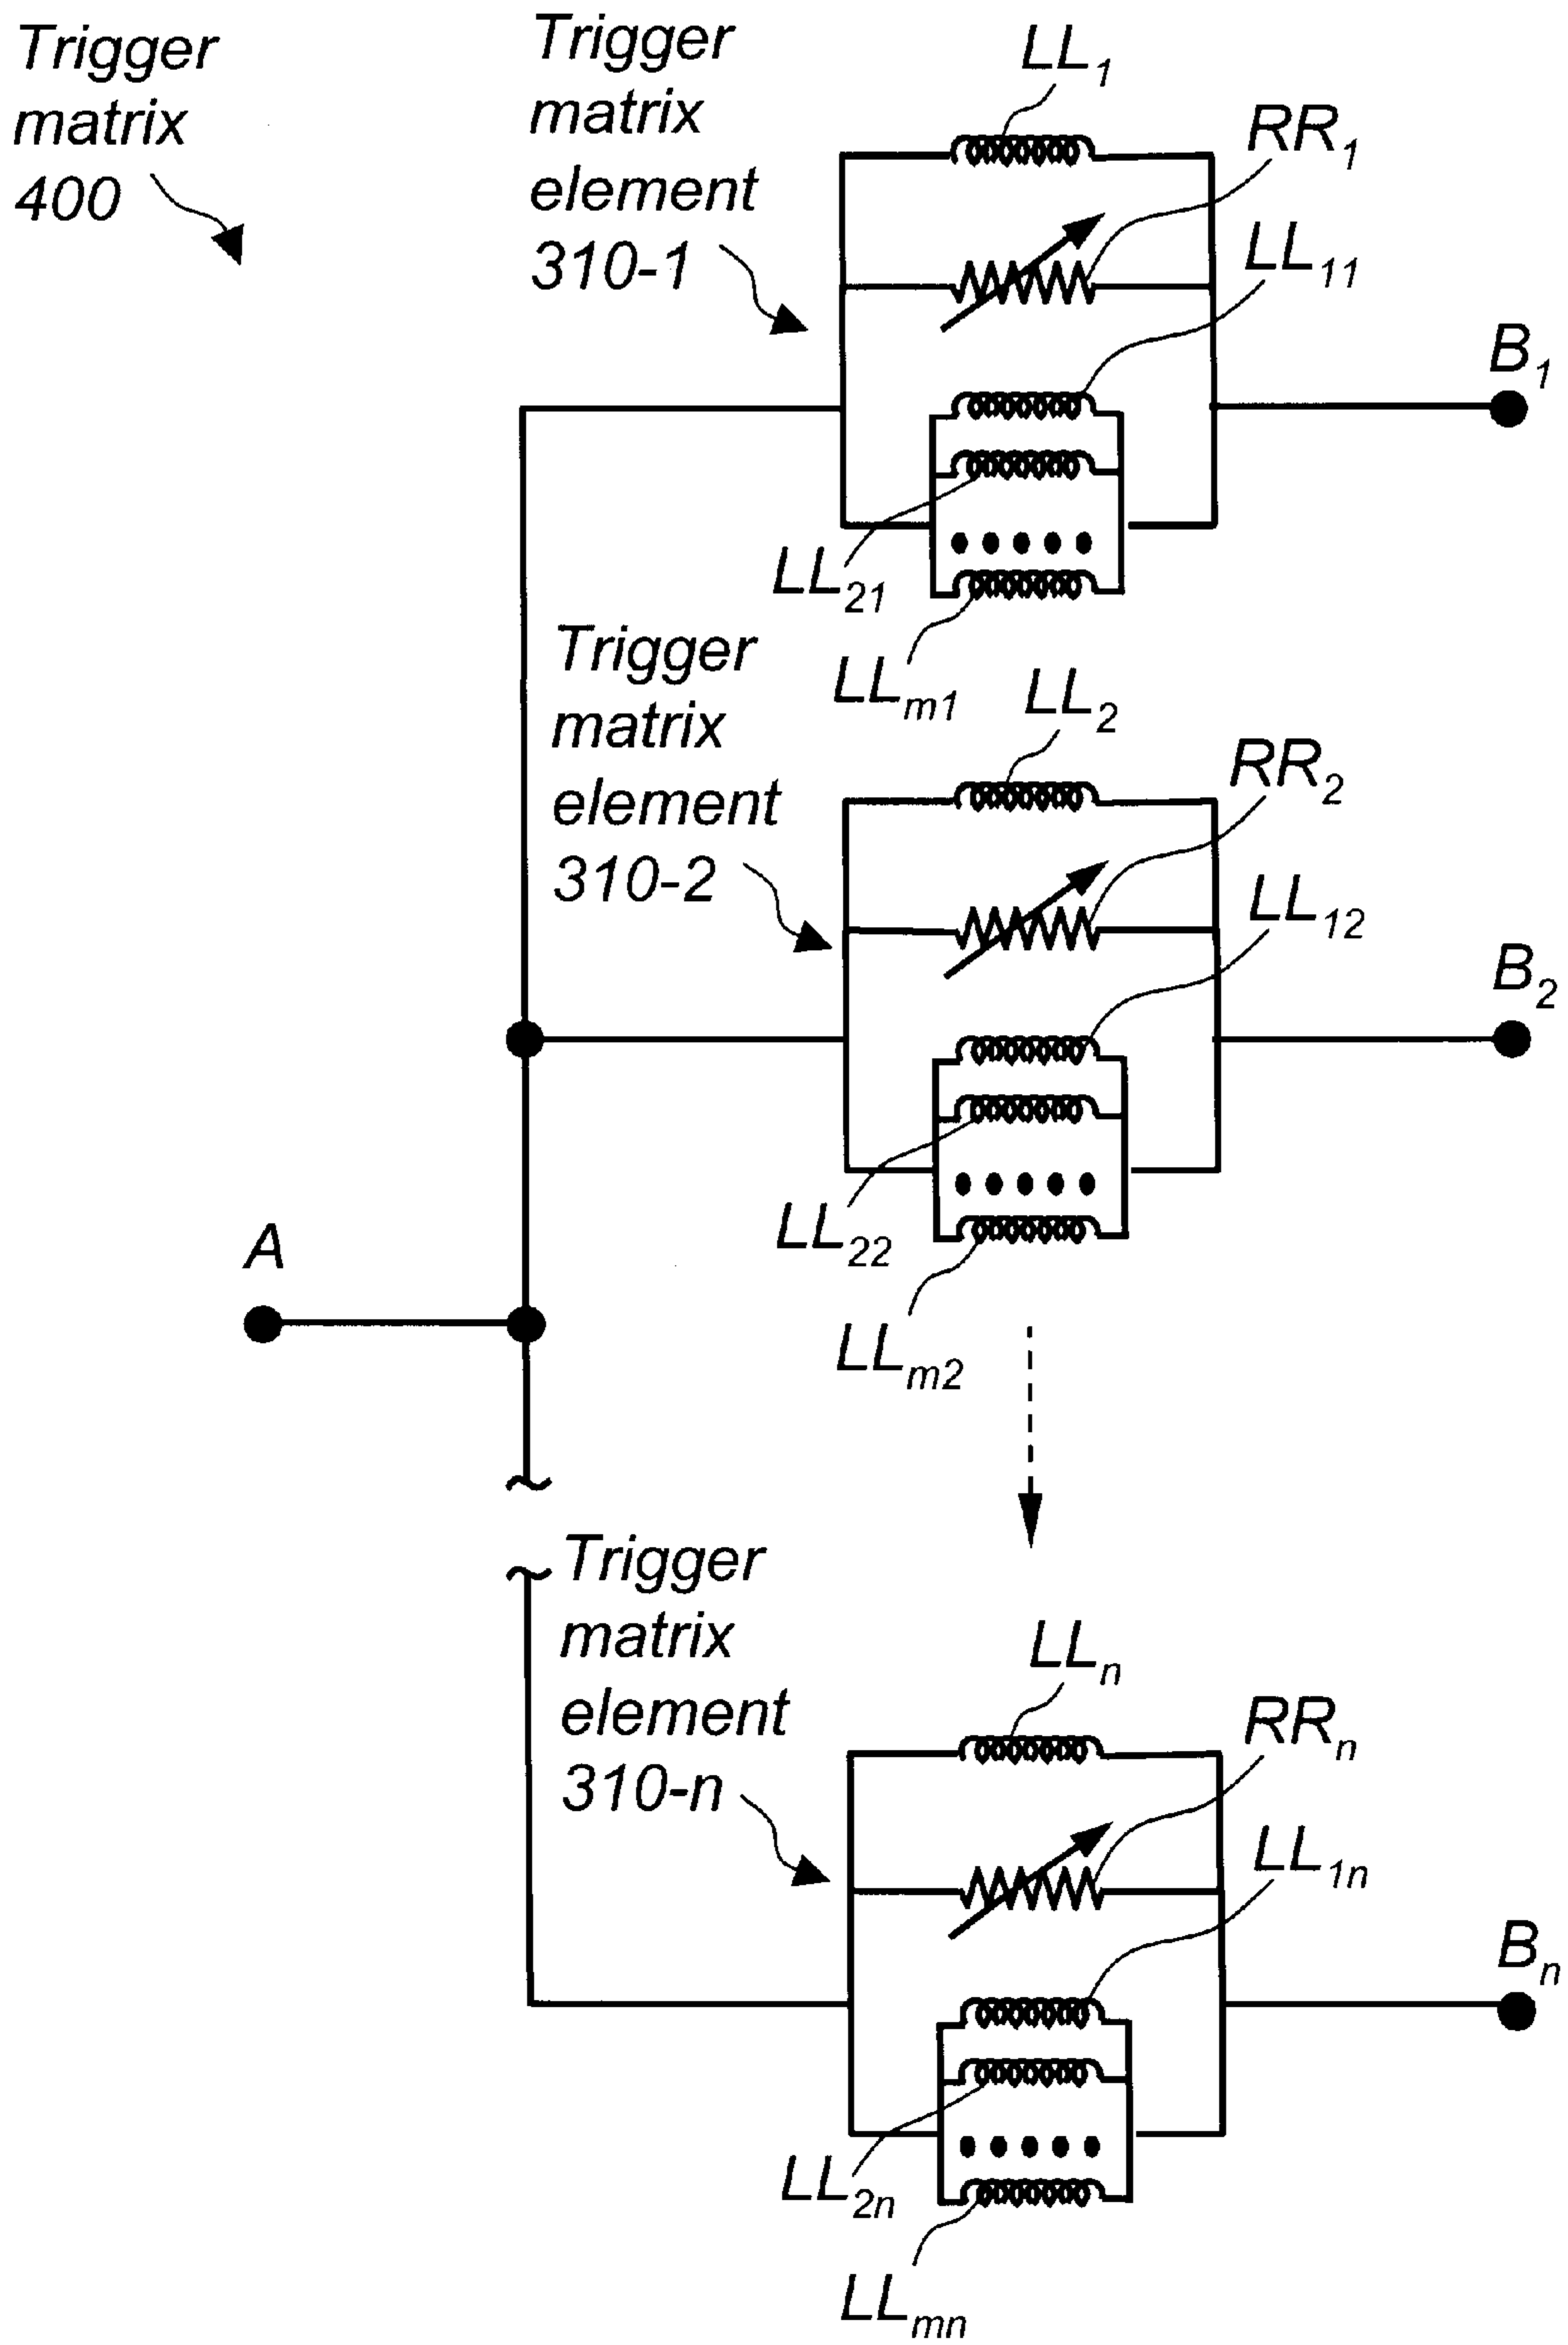 Trigger
matrix
400
Trigger
matrix
element
310-1
LL₁
RR₁
LL₁₁
B₁
LL₂₁
LLₘ₁
Trigger
matrix
element
310-2
LL₂
RR₂
LL₁₂
B₂
LL₂₂
LLₘ₂
A
Trigger
matrix
element
310-n
LLₙ
RRₙ
LL₁ₙ
Bₙ
LL₂ₙ
LLₘₙ